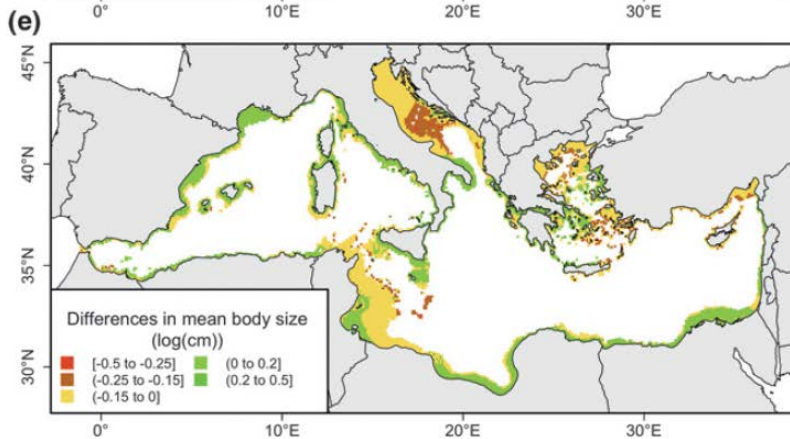 0° 10°E 20°E 30°E
(e)
45°N
40°N
35°N
30°N
Differences in mean body size
(log(cm))
[-0.5 to -0.25] (0 to 0.2]
(-0.25 to -0.15] (0.2 to 0.5]
(-0.15 to 0]
0° 10°E 20°E 30°E